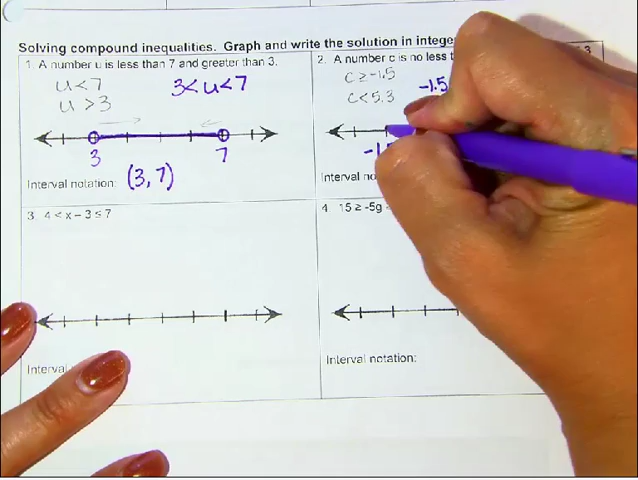 Solving compound inequalities. Graph and write the solution in
1. A number u is less than 7 and greater than 3.
u < 7
u > 3
3 < u < 7
3
7
Interval notation: (3, 7)
2. A number c is no less
c ≥ -1.5
c < 5.3
-1.5
Interval
3. 4 < x – 3 ≤ 7
Interval
4. 15 ≥ -5g
Interval notation: